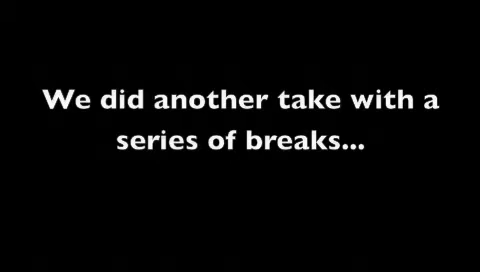 We did another take with a
series of breaks...